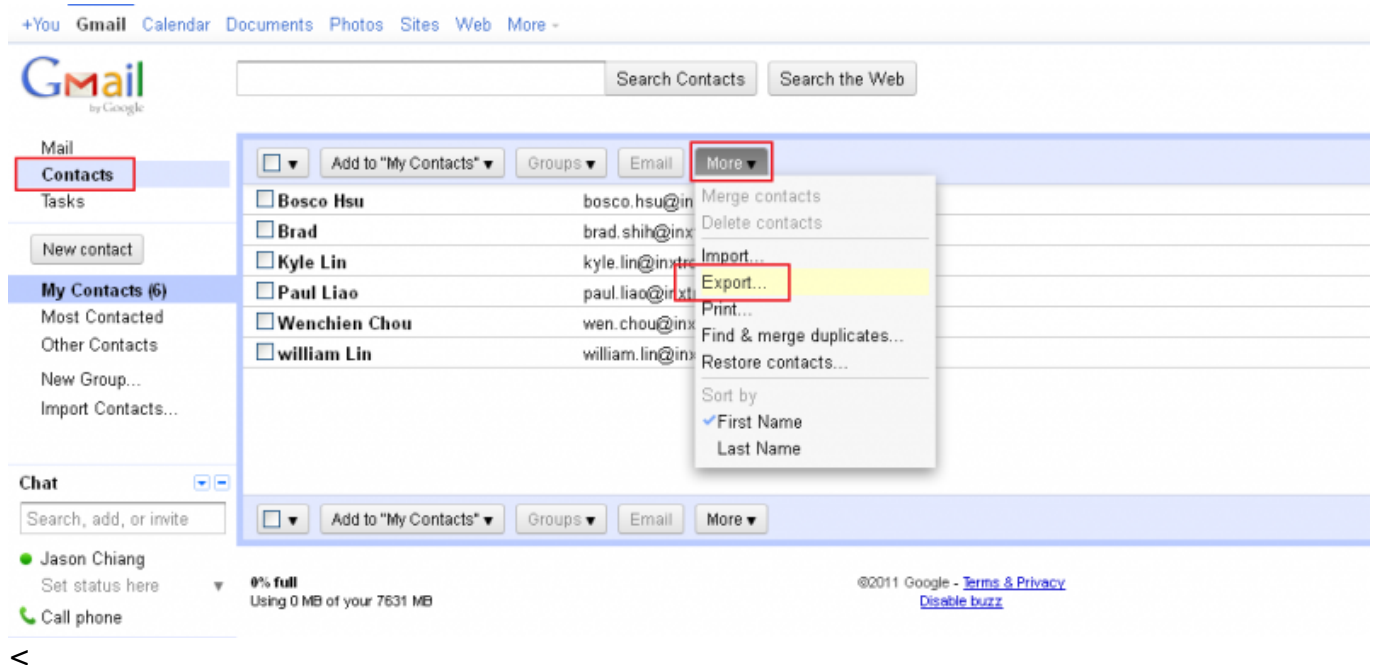 +You Gmail Calendar Documents Photos Sites Web More
Gmail
by Google
Search Contacts Search the Web
Mail
Contacts
Tasks
New contact
My Contacts (6)
Most Contacted
Other Contacts
New Group...
Import Contacts...
Add to "My Contacts" Groups Email More
Bosco Hsu bosco.hsu@in
Brad brad.shih@inx
Kyle Lin kyle.lin@inxtro
Paul Liao paul.liao@inxt
Wenchien Chou wen.chou@inx
william Lin william.lin@inx
Merge contacts
Delete contacts
Import...
Export...
Print...
Find & merge duplicates...
Restore contacts...
Sort by
First Name
Last Name
Chat
Search, add, or invite
Jason Chiang
Set status here
Call phone
Add to "My Contacts" Groups Email More
0% full
Using 0 MB of your 7631 MB
©2011 Google - Terms & Privacy
Disable buzz
<